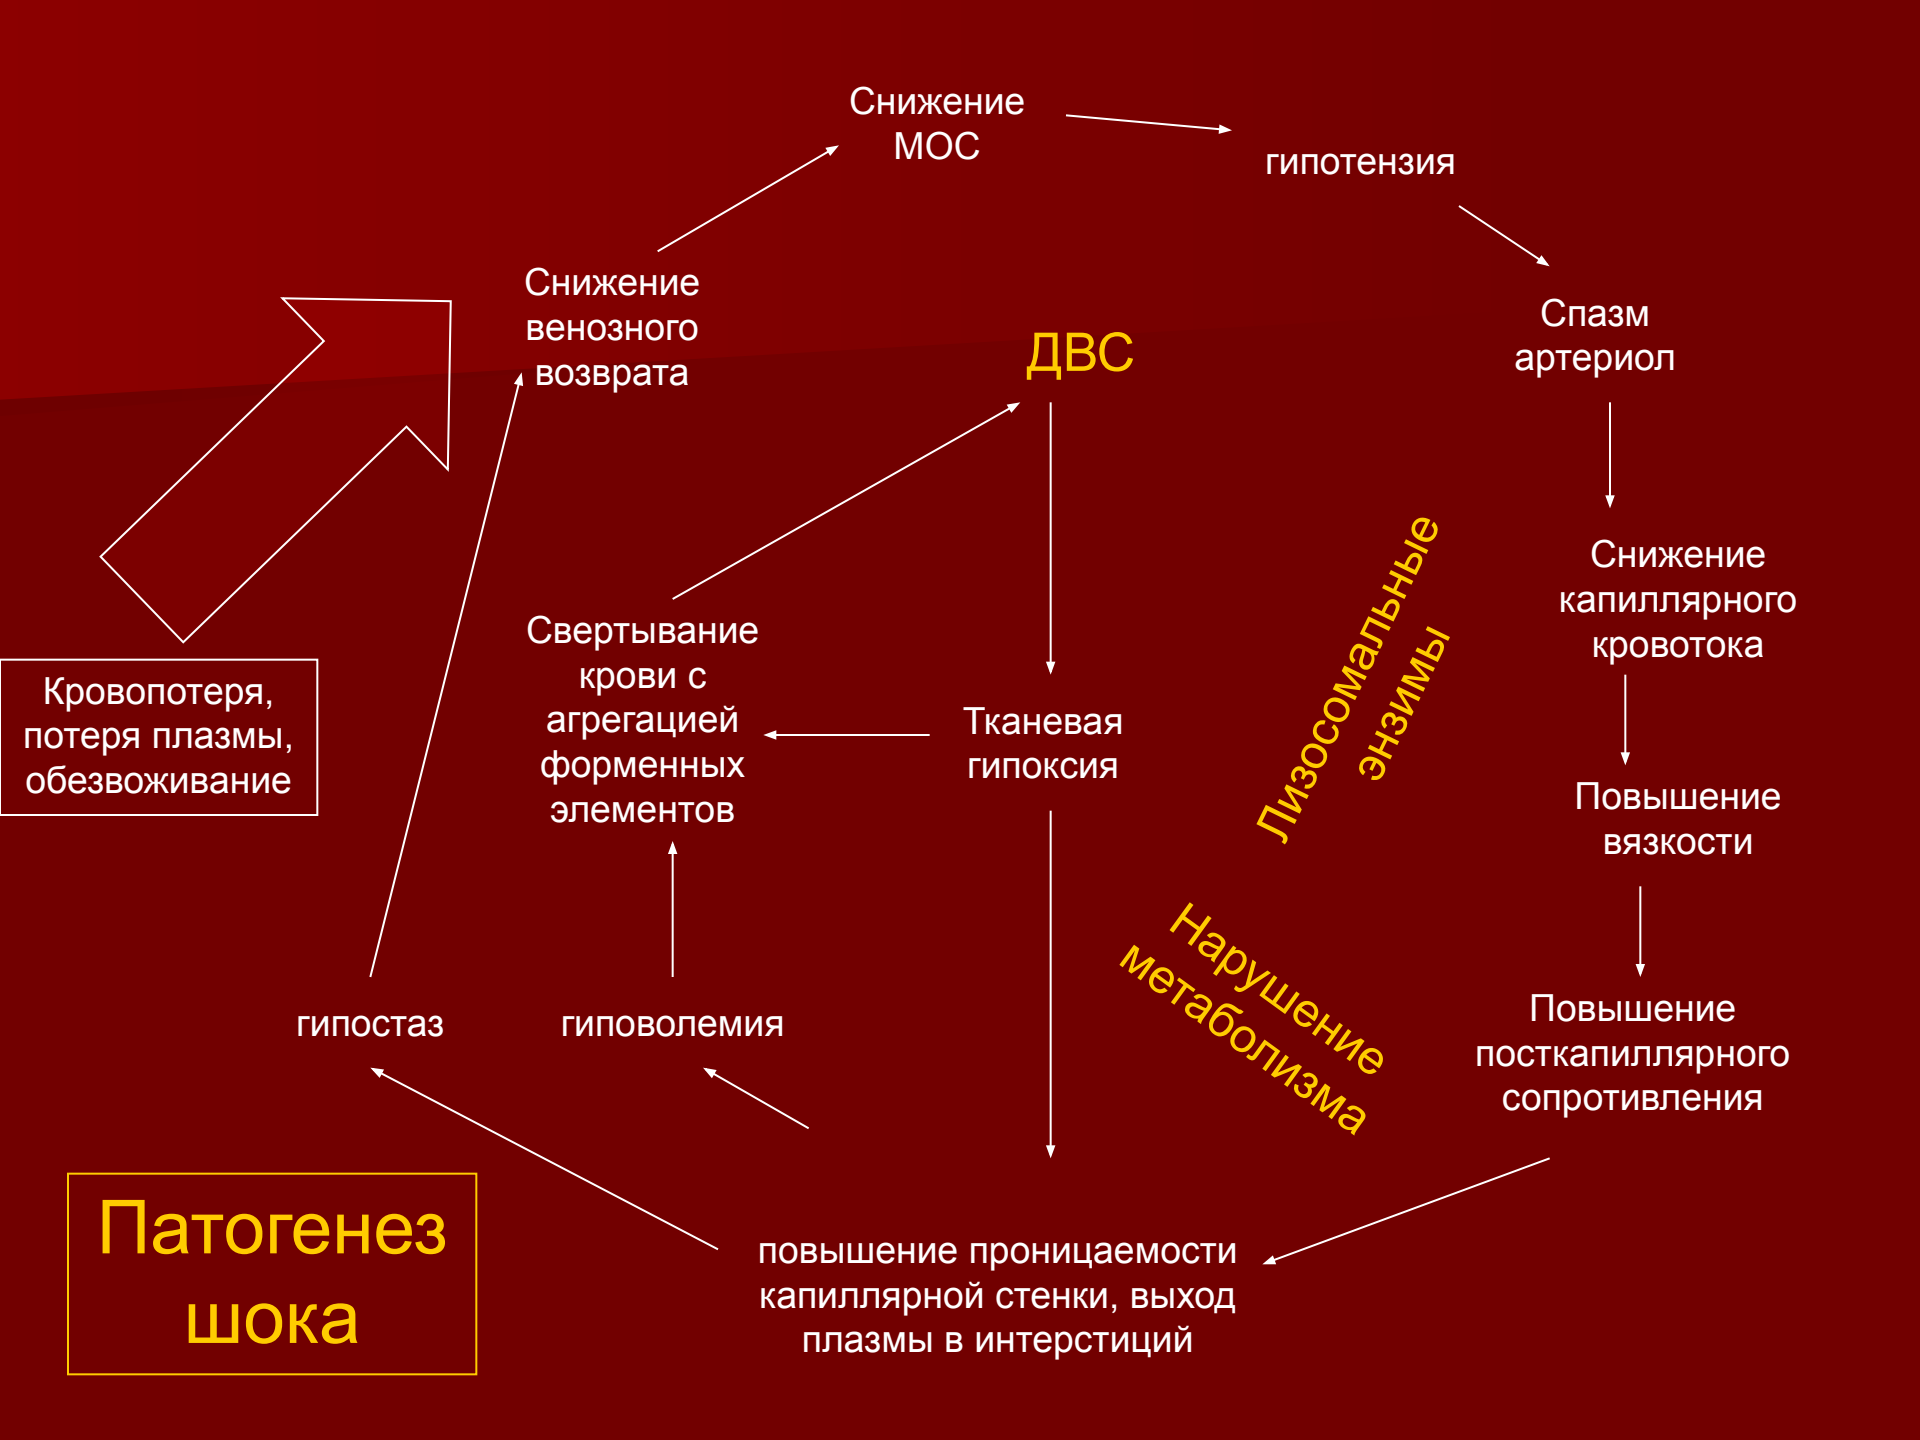 Снижение
МОС
гипотензия
Снижение
венозного
возврата
ДВС
Спазм
артериол
Снижение
капиллярного
кровотока
Лизосомальные
энзимы
Свертывание
крови с
агрегацией
форменных
элементов
Тканевая
гипоксия
Кровопотеря,
потеря плазмы,
обезвоживание
Повышение
вязкости
Нарушение
метаболизма
гипостаз
гиповолемия
Повышение
посткапиллярного
сопротивления
Патогенез
шока
повышение проницаемости
капиллярной стенки, выход
плазмы в интерстиций